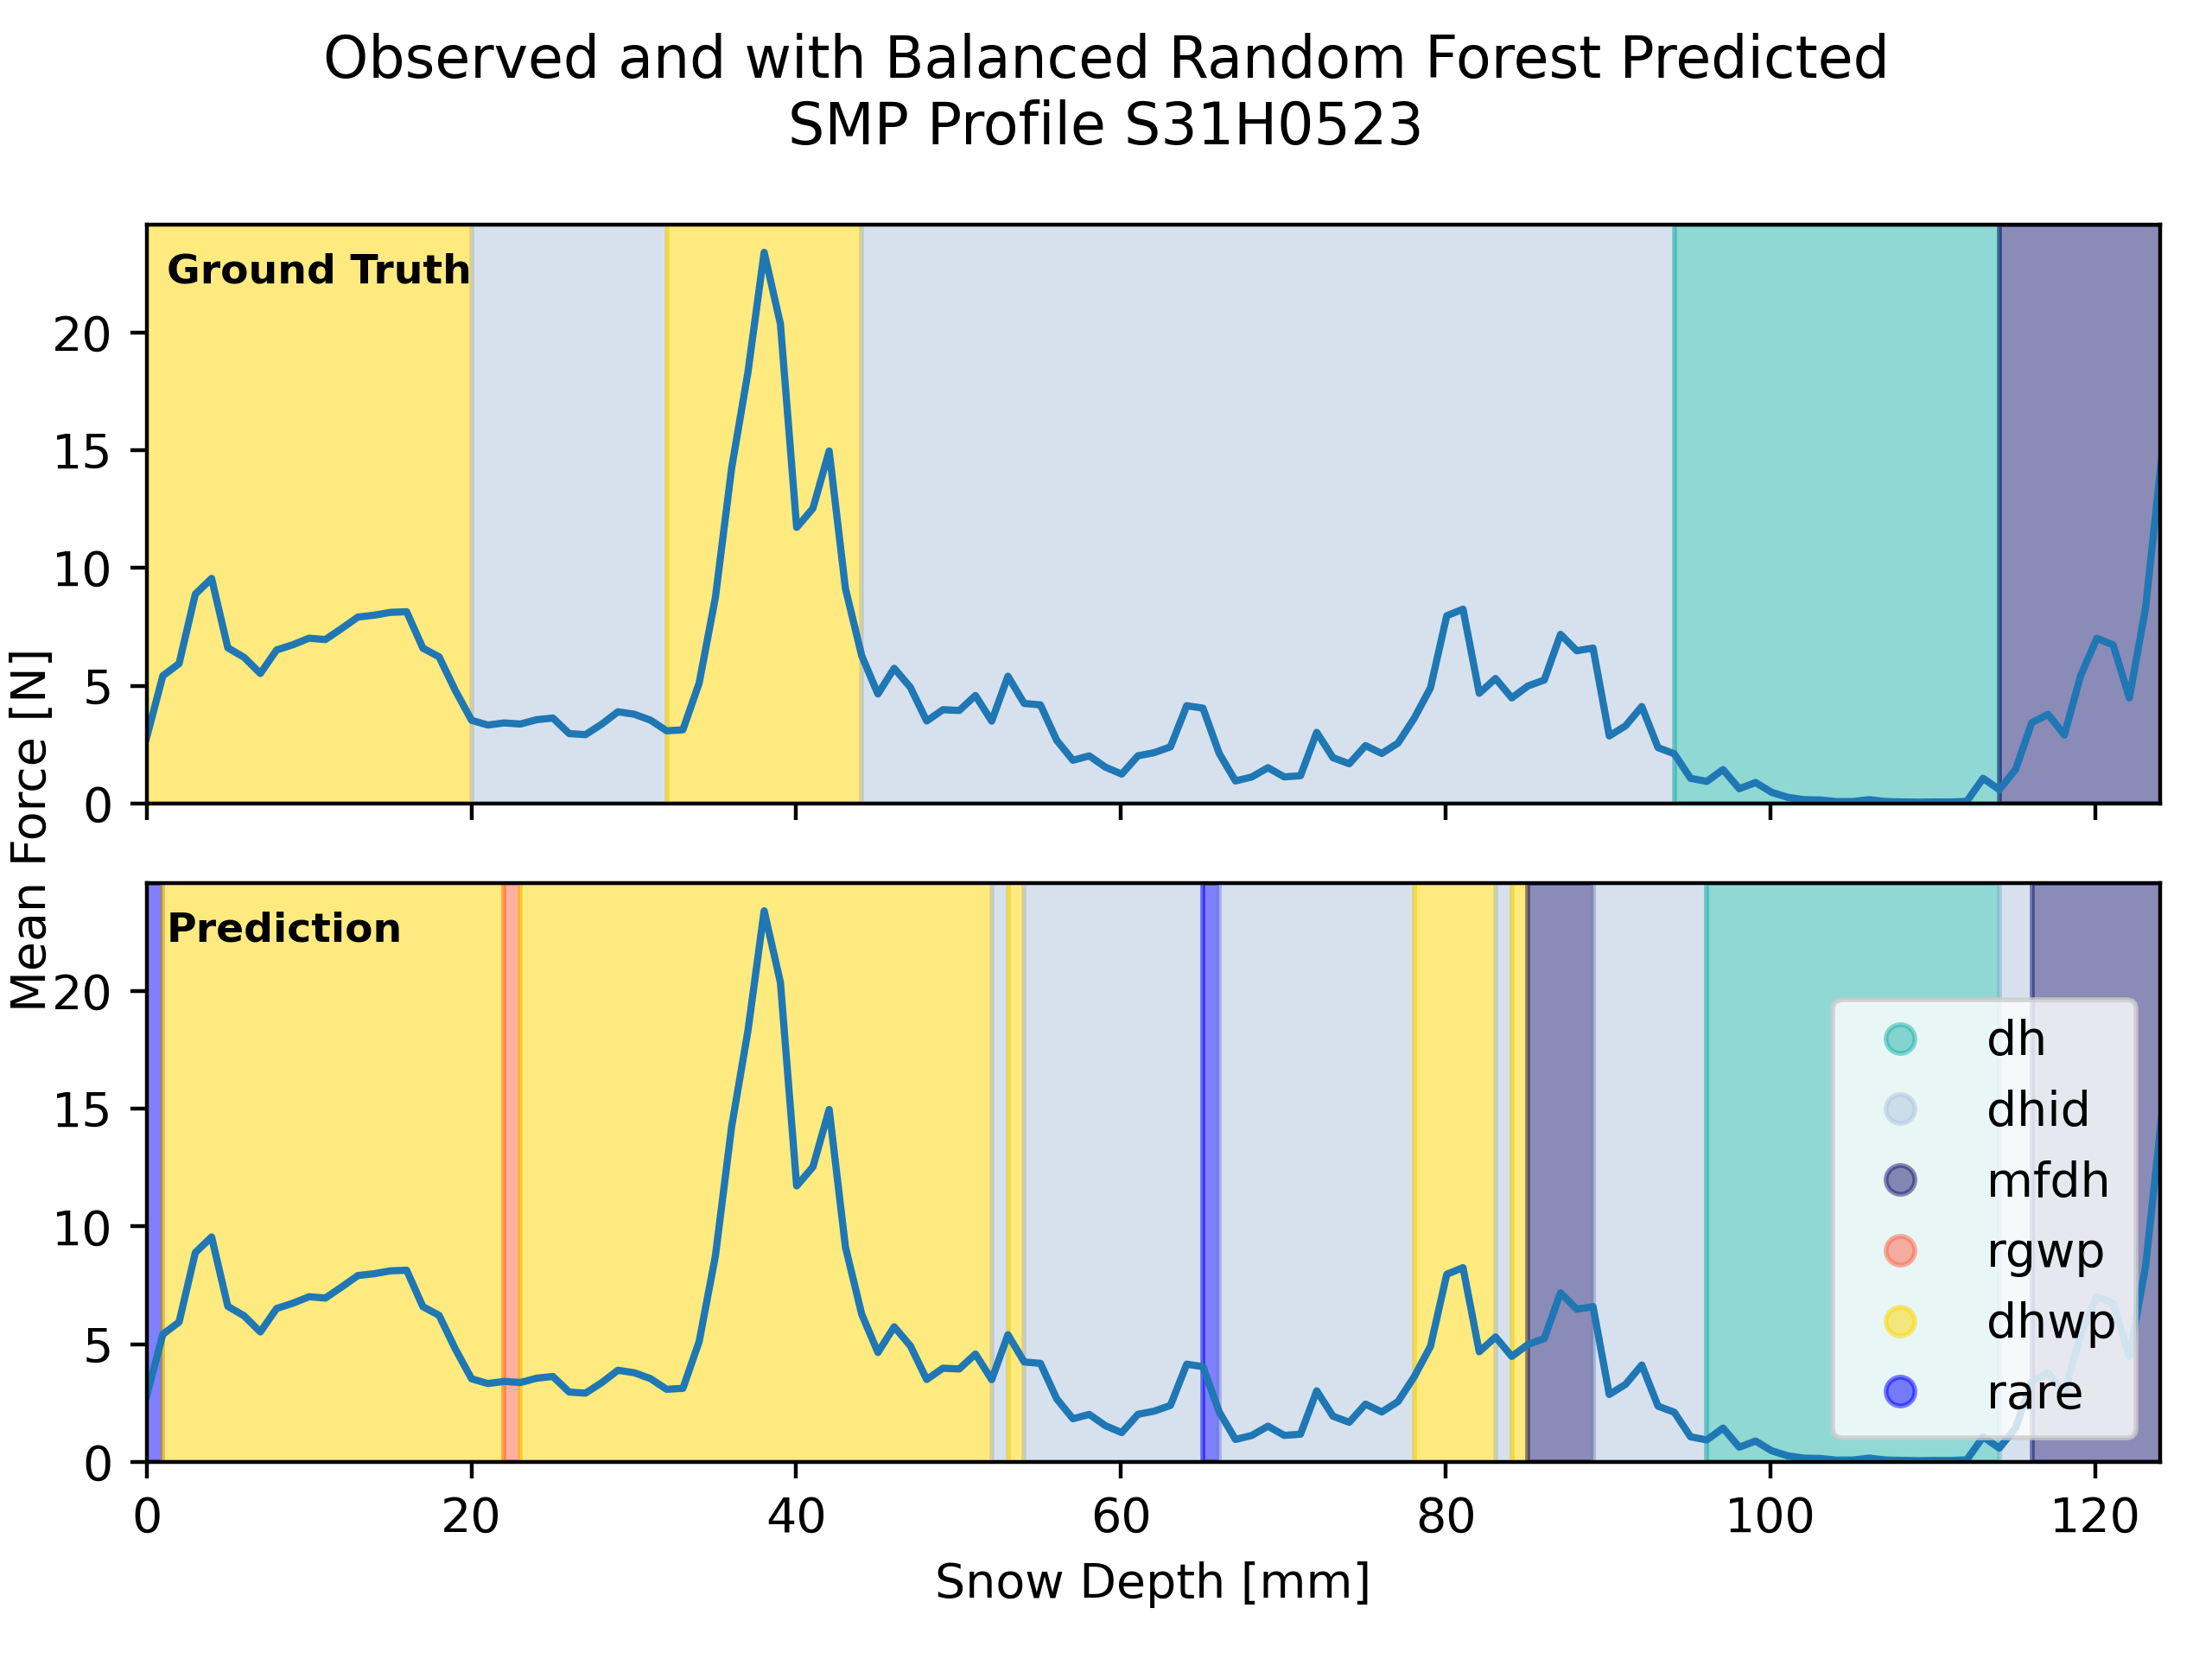 Observed and with Balanced Random Forest Predicted
SMP Profile S31H0523
Ground Truth
20
15
10
5
0
Mean Force [N]
Prediction
20
15
10
5
0
dh
dhid
mfdh
rgwp
dhwp
rare
0 20 40 60 80 100 120
Snow Depth [mm]